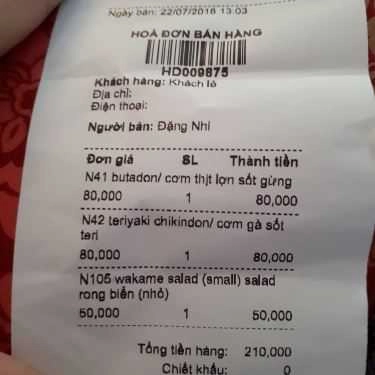 Ngày bán: 22/07/2018 13:03
HOÁ ĐƠN BÁN HÀNG
HD009875
Khách hàng: Khách lẻ
Địa chỉ:
Điện thoại:
Người bán: Đặng Nhi
Đơn giá SL Thành tiền
N41 butadon/ cơm thịt lợn sốt gừng
80,000 1 80,000
N42 teriyaki chikindon/ cơm gà sốt
teri
80,000 1 80,000
N105 wakame salad (small) salad
rong biển (nhỏ)
50,000 1 50,000
Tổng tiền hàng: 210,000
Chiết khấu: 0